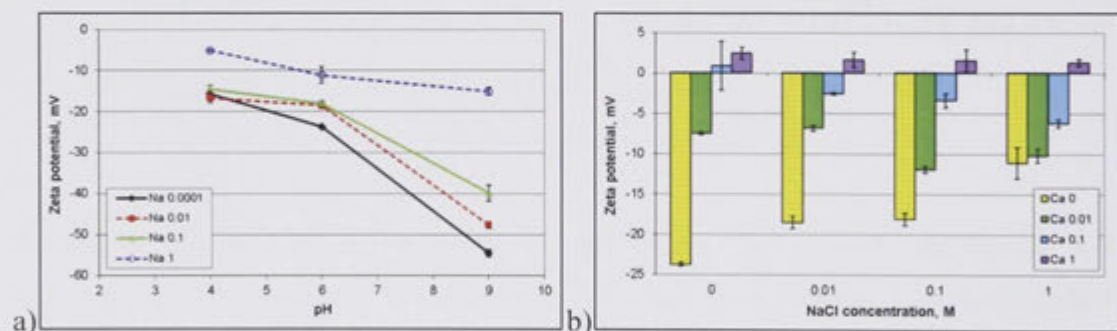 0
-10
-20
-30
-40
-50
-60
Zeta potential, mV
Na 0.0001
Na 0.01
Na 0.1
Na 1
2 3 4 5 6 7 8 9 10
pH
a)
5
0
-5
-10
-15
-20
-25
Zeta potential, mV
Ca 0
Ca 0.01
Ca 0.1
Ca 1
0 0.01 0.1 1
NaCl concentration, M
b)